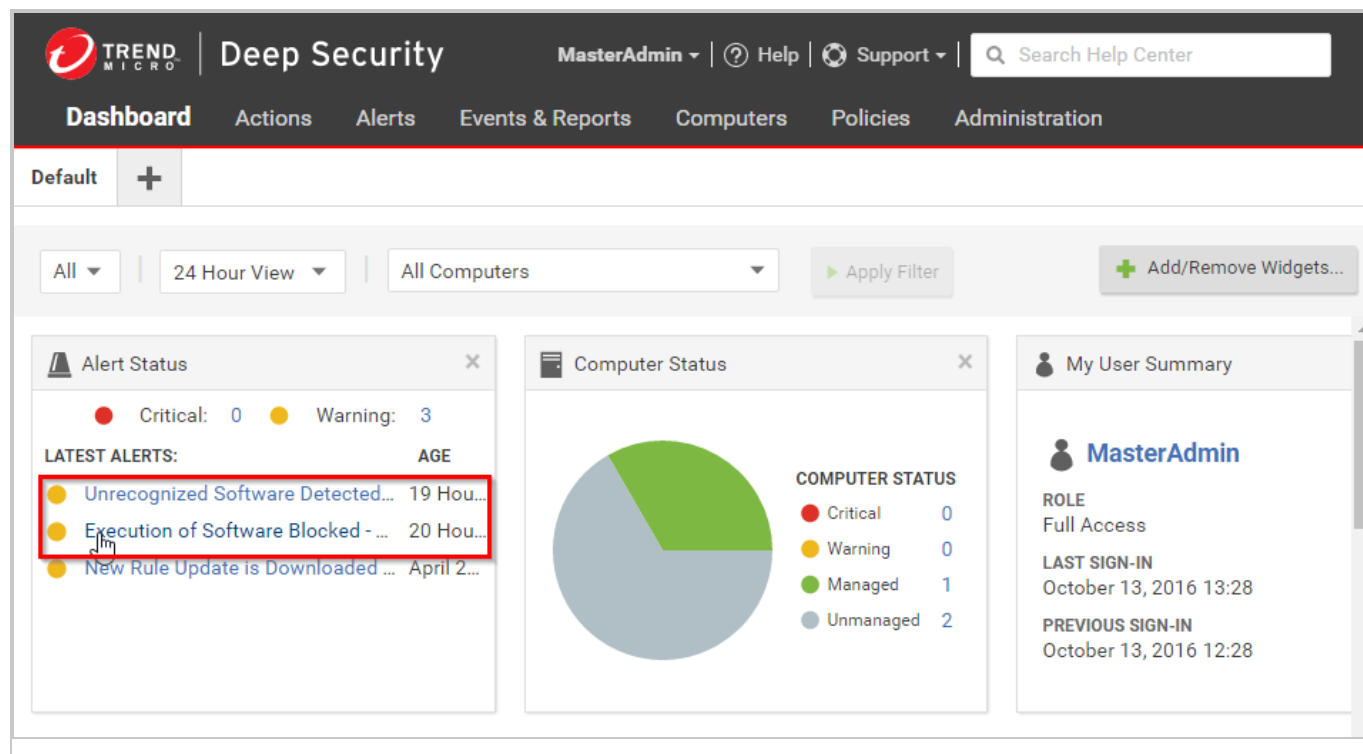 TREND MICRO Deep Security MasterAdmin Help Support Search Help Center
Dashboard Actions Alerts Events & Reports Computers Policies Administration
Default
All 24 Hour View All Computers Apply Filter Add/Remove Widgets...
Alert Status
Critical: 0 Warning: 3
LATEST ALERTS: AGE
Unrecognized Software Detected... 19 Hou...
Execution of Software Blocked - ... 20 Hou...
New Rule Update is Downloaded ... April 2...
Computer Status
COMPUTER STATUS
Critical 0
Warning 0
Managed 1
Unmanaged 2
My User Summary
MasterAdmin
ROLE
Full Access
LAST SIGN-IN
October 13, 2016 13:28
PREVIOUS SIGN-IN
October 13, 2016 12:28